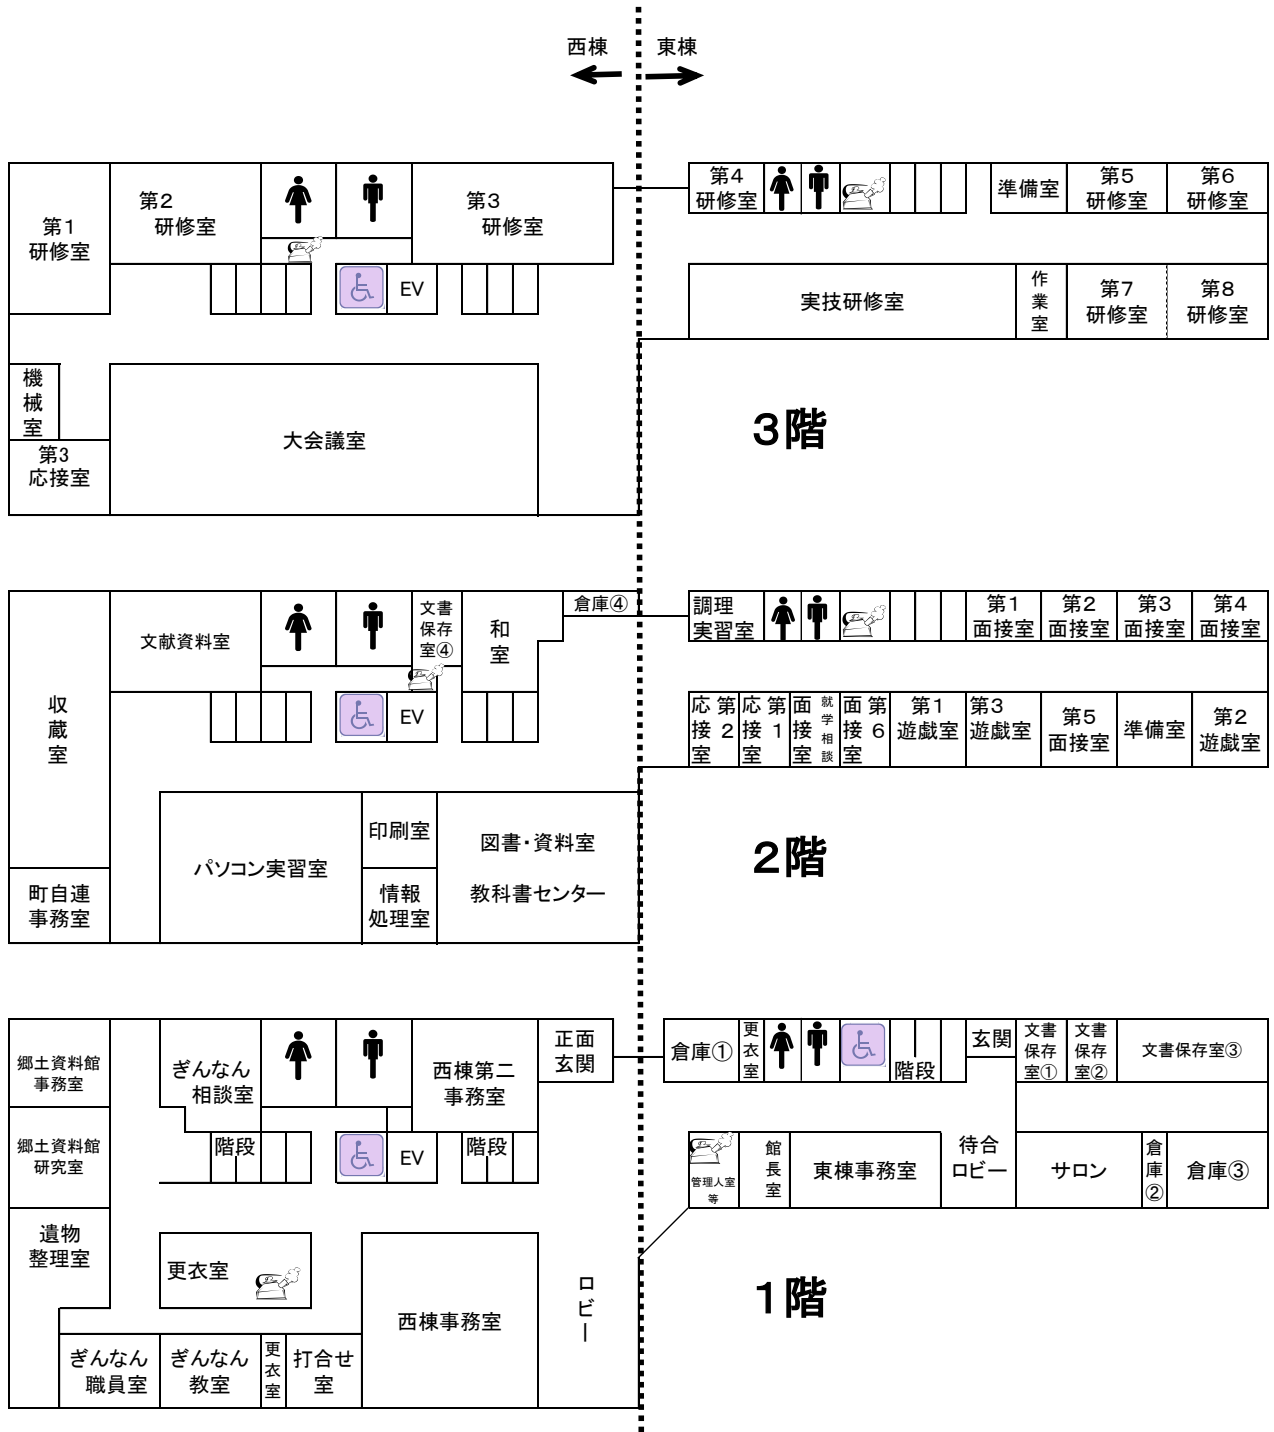 西棟 東棟
第1
研修室
第2
研修室
第3
研修室
EV
機械室
第3
応接室
大会議室
第4
研修室
準備室
第5
研修室
第6
研修室
実技研修室
作業室
第7
研修室
第8
研修室
3階
収蔵室
文献資料室
文書
保存
室④
和室
倉庫④
EV
町自連
事務室
パソコン実習室
印刷室
情報
処理室
図書・資料室
教科書センター
調理
実習室
第1
面接室
第2
面接室
第3
面接室
第4
面接室
第2
応接室
第1
応接室
就学相談
面接室
第6
面接室
第1
遊戯室
第3
遊戯室
第5
面接室
準備室
第2
遊戯室
2階
郷土資料館
事務室
ぎんなん
相談室
西棟第二
事務室
正面
玄関
郷土資料館
研究室
階段
EV
階段
遺物
整理室
更衣室
西棟事務室
ロビー
ぎんなん
職員室
ぎんなん
教室
更衣室
打合せ
室
倉庫①
更衣室
階段
玄関
文書
保存
室①
文書
保存
室②
文書保存室③
管理人室
等
館長室
東棟事務室
待合
ロビー
サロン
倉庫②
倉庫③
1階